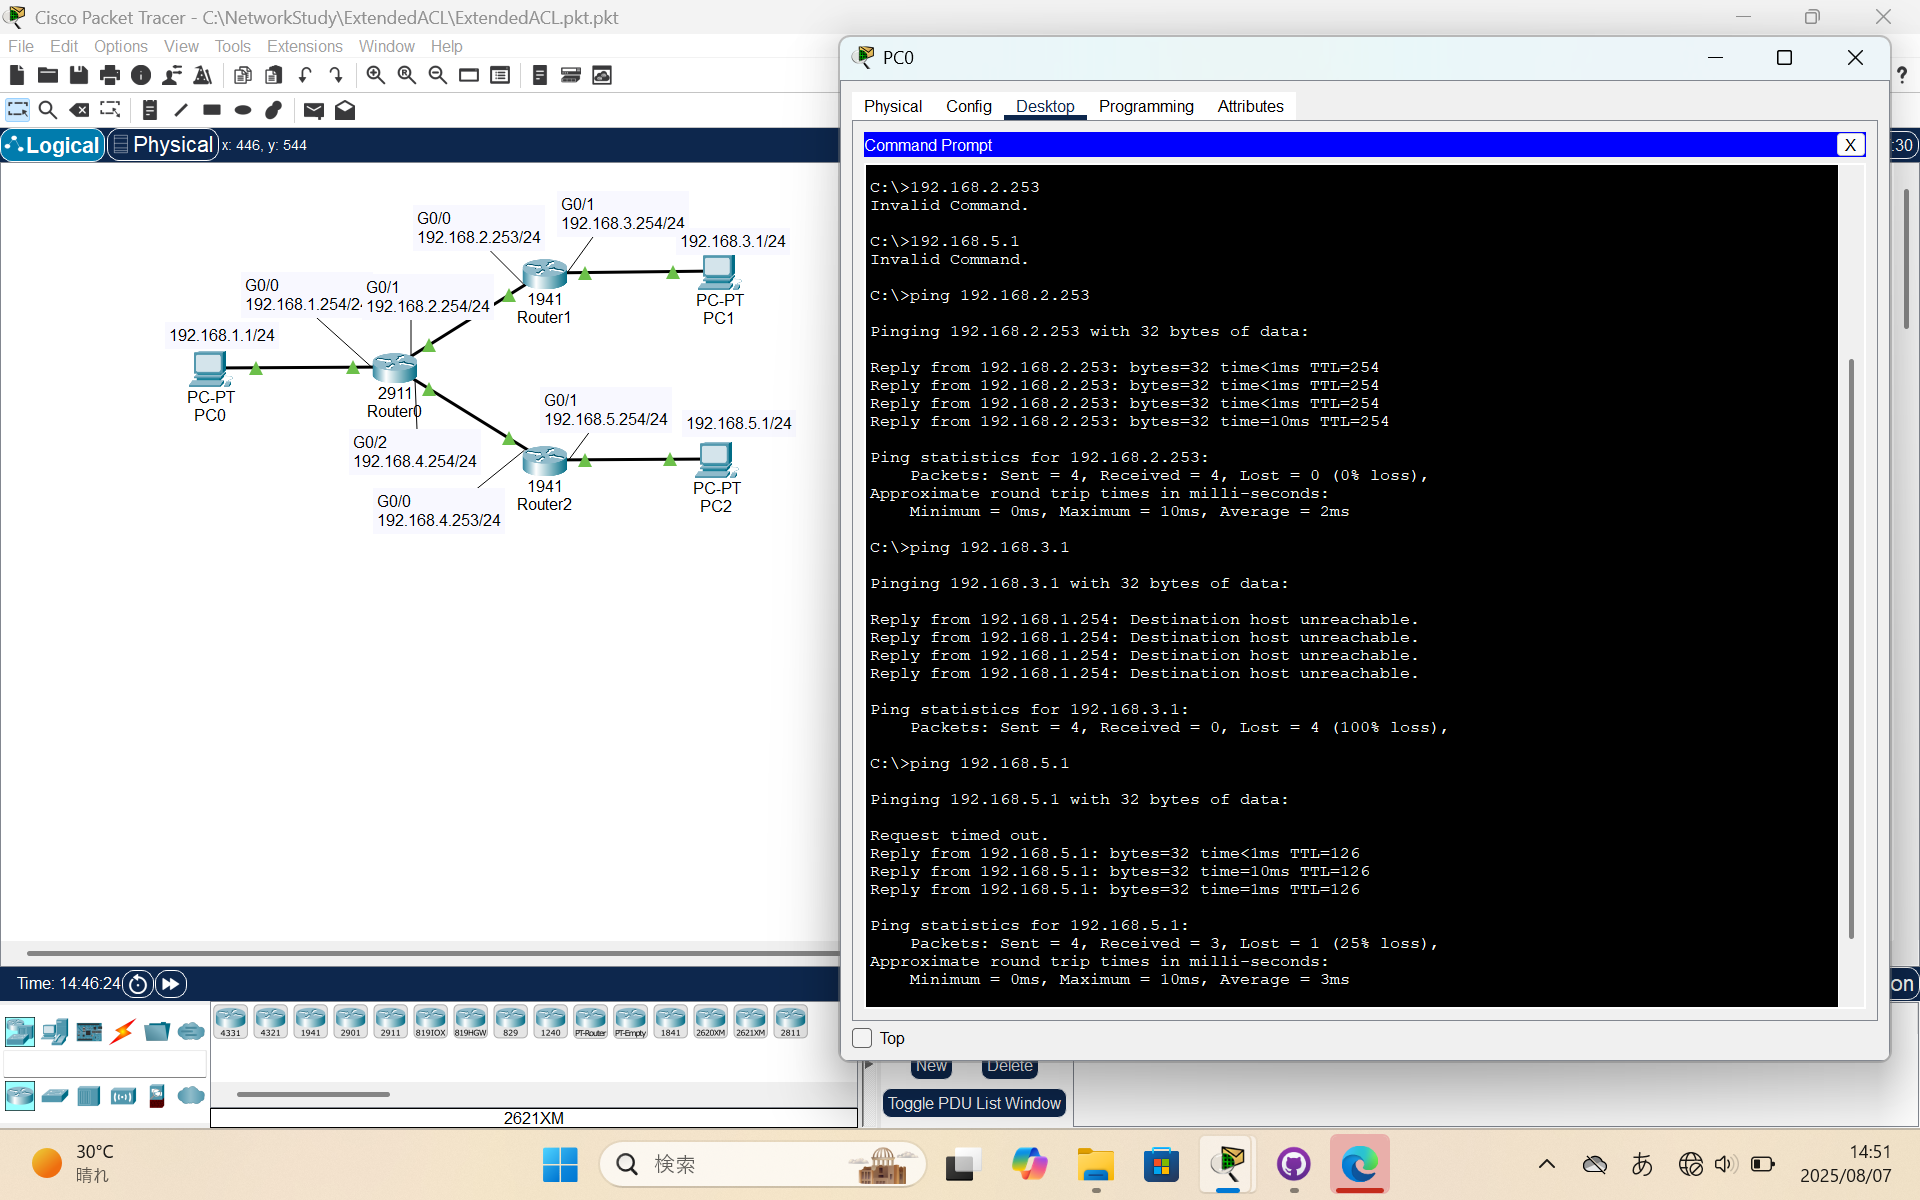 Cisco Packet Tracer - C:\NetworkStudy\ExtendedACL\ExtendedACL.pkt.pkt
File Edit Options View Tools Extensions Window Help
?
Logical
Physical
x: 446, y: 544
:30
G0/0
192.168.2.253/24
G0/1
192.168.3.254/24
192.168.3.1/24
1941
Router1
PC-PT
PC1
G0/0
192.168.1.254/2
G0/1
192.168.2.254/24
192.168.1.1/24
PC-PT
PC0
2911
Router0
G0/2
192.168.4.254/24
G0/1
192.168.5.254/24
192.168.5.1/24
1941
Router2
PC-PT
PC2
G0/0
192.168.4.253/24
PC0
Physical Config Desktop Programming Attributes
Command Prompt
X
C:\>192.168.2.253
Invalid Command.
C:\>192.168.5.1
Invalid Command.
C:\>ping 192.168.2.253
Pinging 192.168.2.253 with 32 bytes of data:
Reply from 192.168.2.253: bytes=32 time<1ms TTL=254
Reply from 192.168.2.253: bytes=32 time<1ms TTL=254
Reply from 192.168.2.253: bytes=32 time<1ms TTL=254
Reply from 192.168.2.253: bytes=32 time=10ms TTL=254
Ping statistics for 192.168.2.253:
Packets: Sent = 4, Received = 4, Lost = 0 (0% loss),
Approximate round trip times in milli-seconds:
Minimum = 0ms, Maximum = 10ms, Average = 2ms
C:\>ping 192.168.3.1
Pinging 192.168.3.1 with 32 bytes of data:
Reply from 192.168.1.254: Destination host unreachable.
Reply from 192.168.1.254: Destination host unreachable.
Reply from 192.168.1.254: Destination host unreachable.
Reply from 192.168.1.254: Destination host unreachable.
Ping statistics for 192.168.3.1:
Packets: Sent = 4, Received = 0, Lost = 4 (100% loss),
C:\>ping 192.168.5.1
Pinging 192.168.5.1 with 32 bytes of data:
Request timed out.
Reply from 192.168.5.1: bytes=32 time<1ms TTL=126
Reply from 192.168.5.1: bytes=32 time=10ms TTL=126
Reply from 192.168.5.1: bytes=32 time=1ms TTL=126
Ping statistics for 192.168.5.1:
Packets: Sent = 4, Received = 3, Lost = 1 (25% loss),
Approximate round trip times in milli-seconds:
Minimum = 0ms, Maximum = 10ms, Average = 3ms
Top
Time: 14:46:24
on
4331 4321 1941 2901 2911 819IOX 819HGW 829 1240 PT-Router PT-Empty 1841 2620XM 2621XM 2811
2621XM
New Delete
Toggle PDU List Window
30°C
晴れ
検索
あ
14:51
2025/08/07